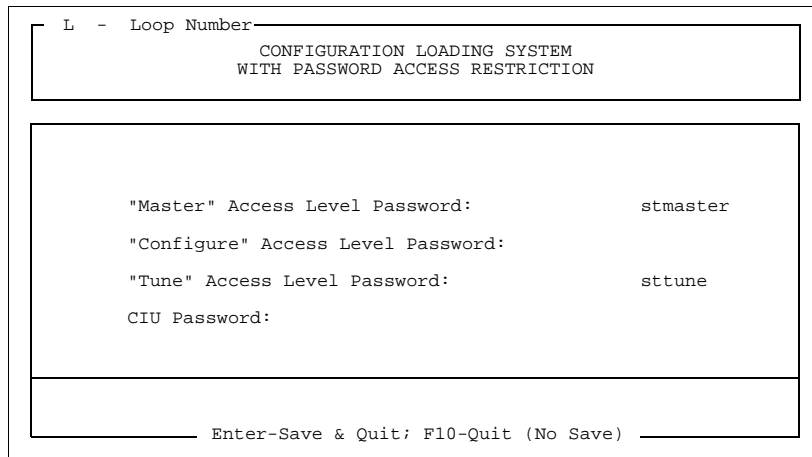 L - Loop Number
CONFIGURATION LOADING SYSTEM
WITH PASSWORD ACCESS RESTRICTION
"Master" Access Level Password: stmaster
"Configure" Access Level Password:
"Tune" Access Level Password: sttune
CIU Password:
Enter-Save & Quit; F10-Quit (No Save)